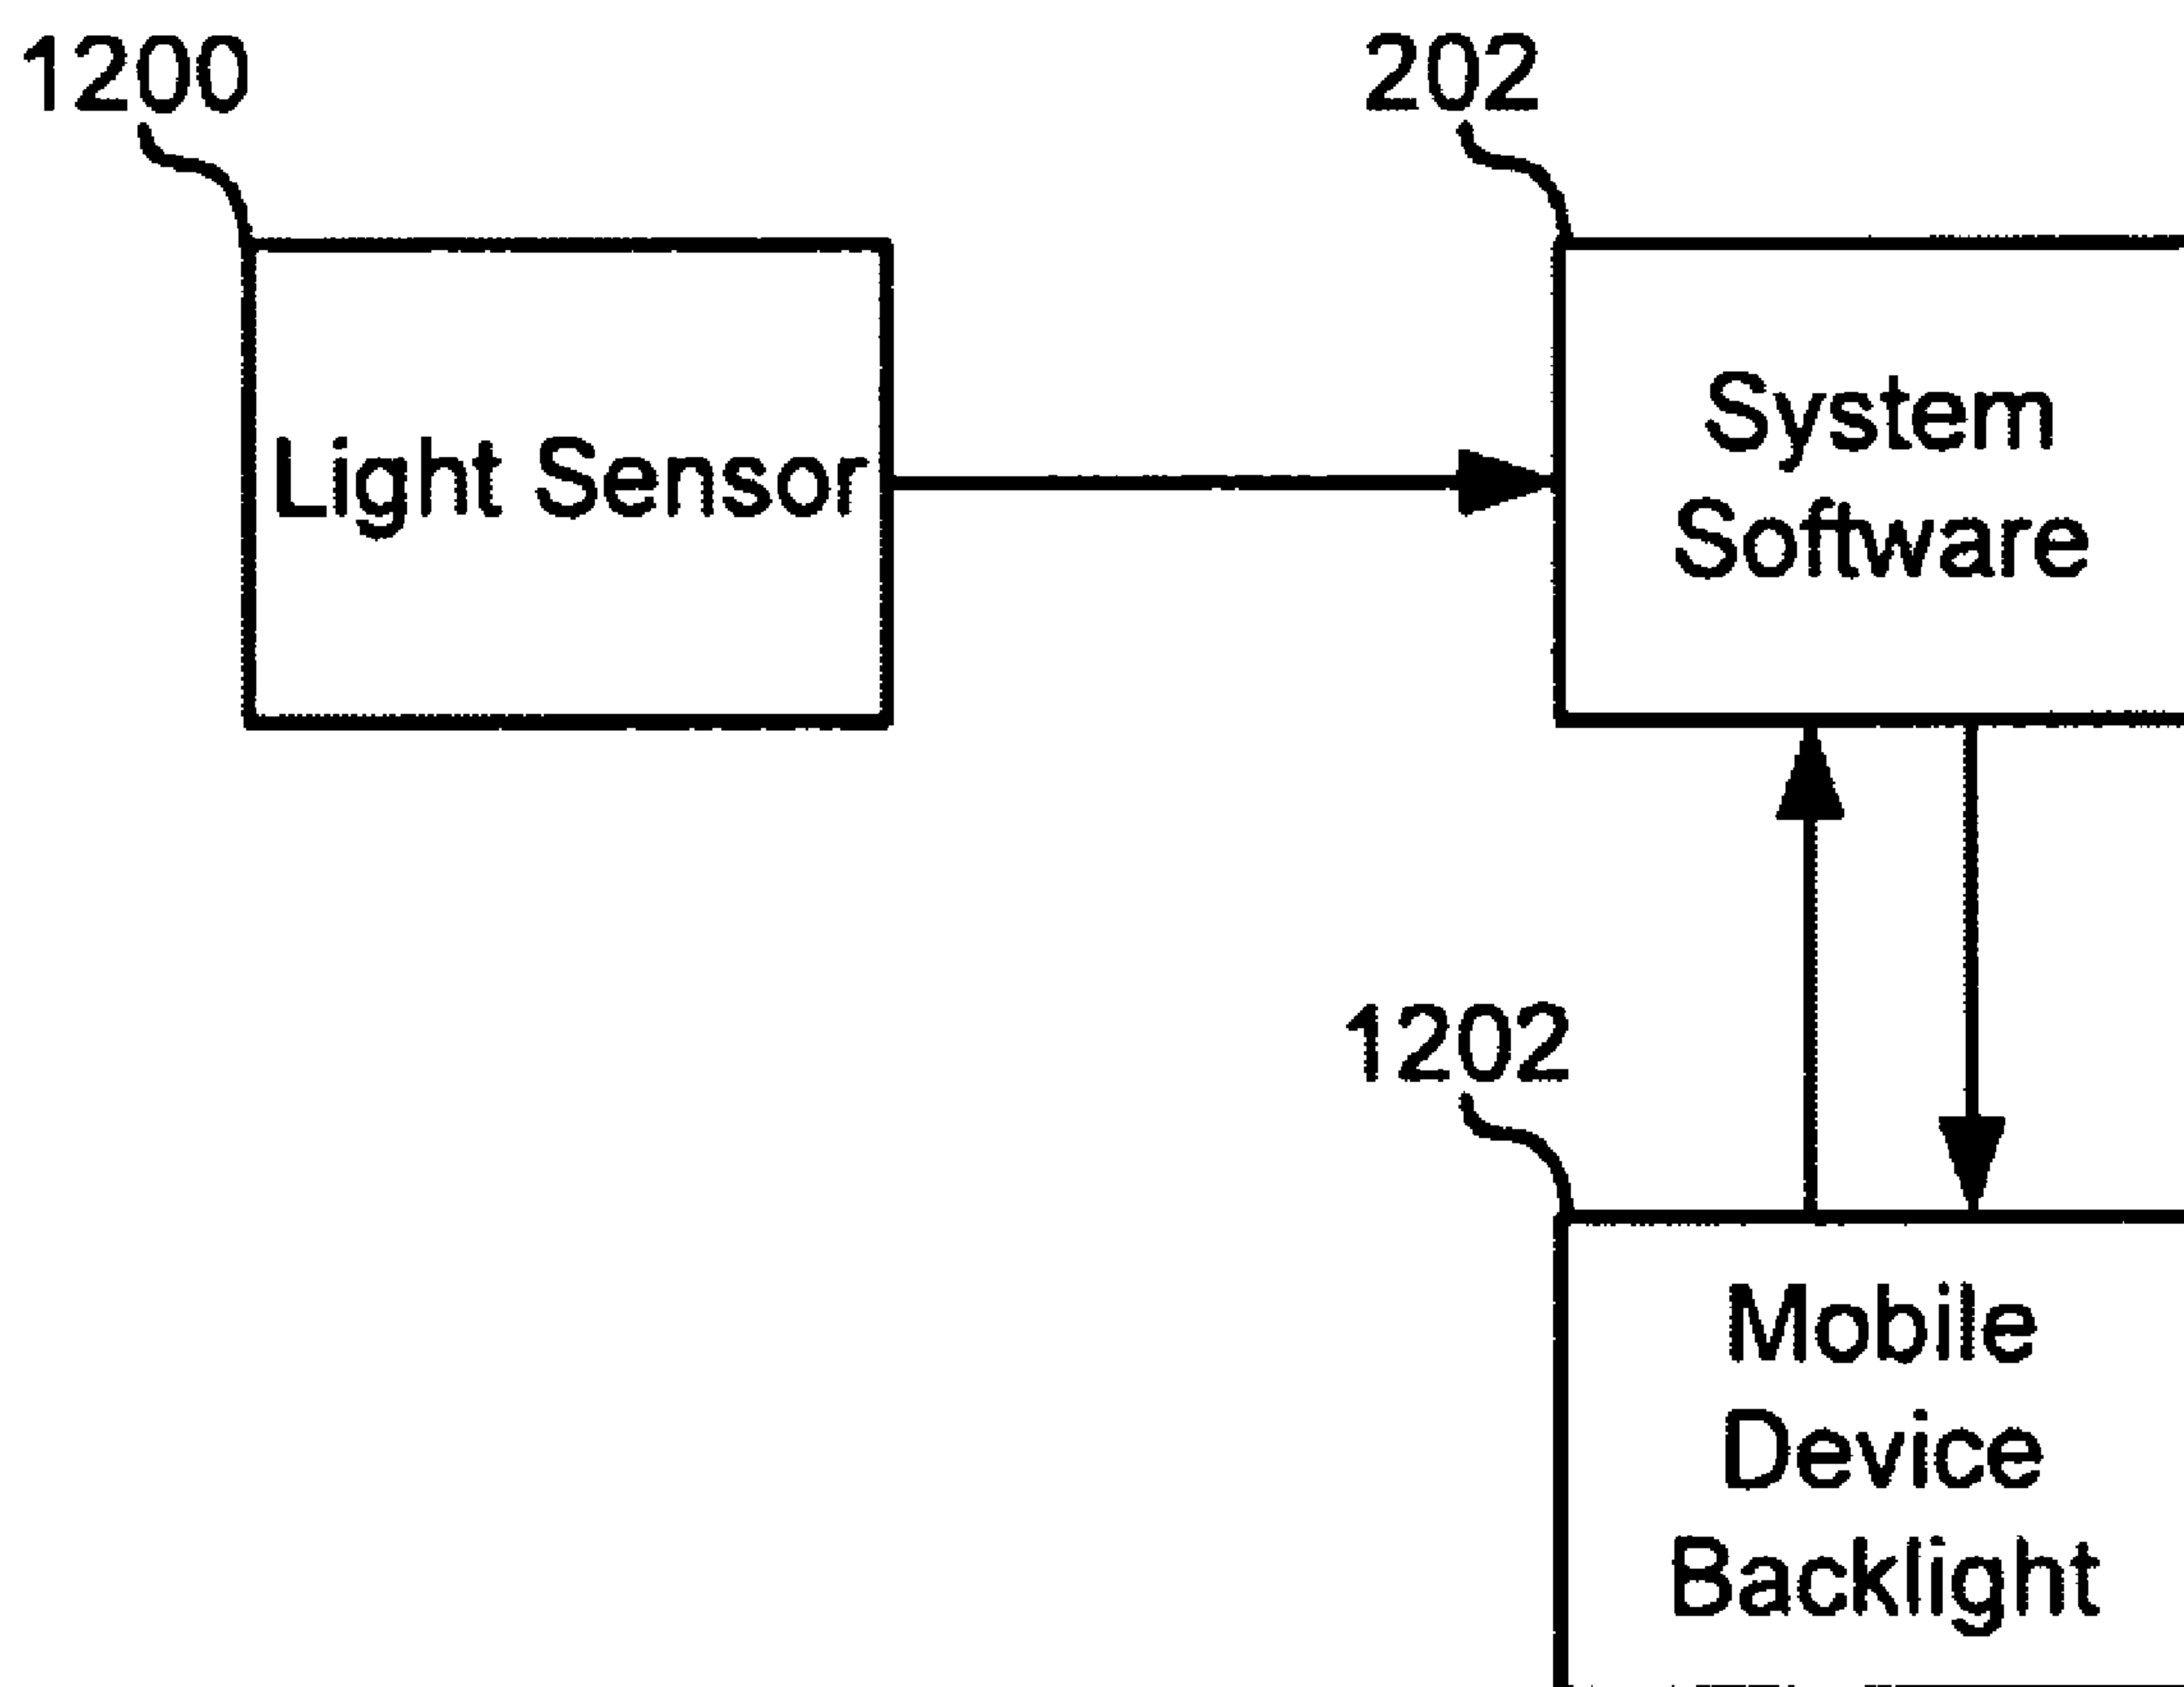 1200
202
Light Sensor
System
Software
1202
Mobile
Device
Backlight